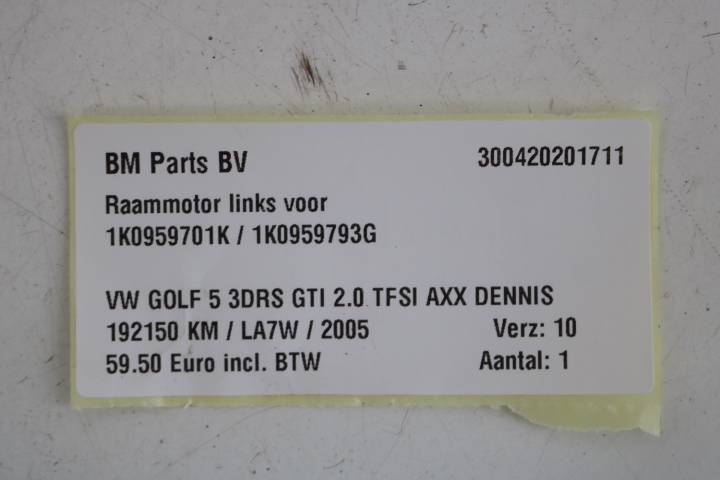 BM Parts BV 300420201711
Raammotor links voor
1K0959701K / 1K0959793G
VW GOLF 5 3DRS GTI 2.0 TFSI AXX DENNIS
192150 KM / LA7W / 2005 Verz: 10
59.50 Euro incl. BTW Aantal: 1